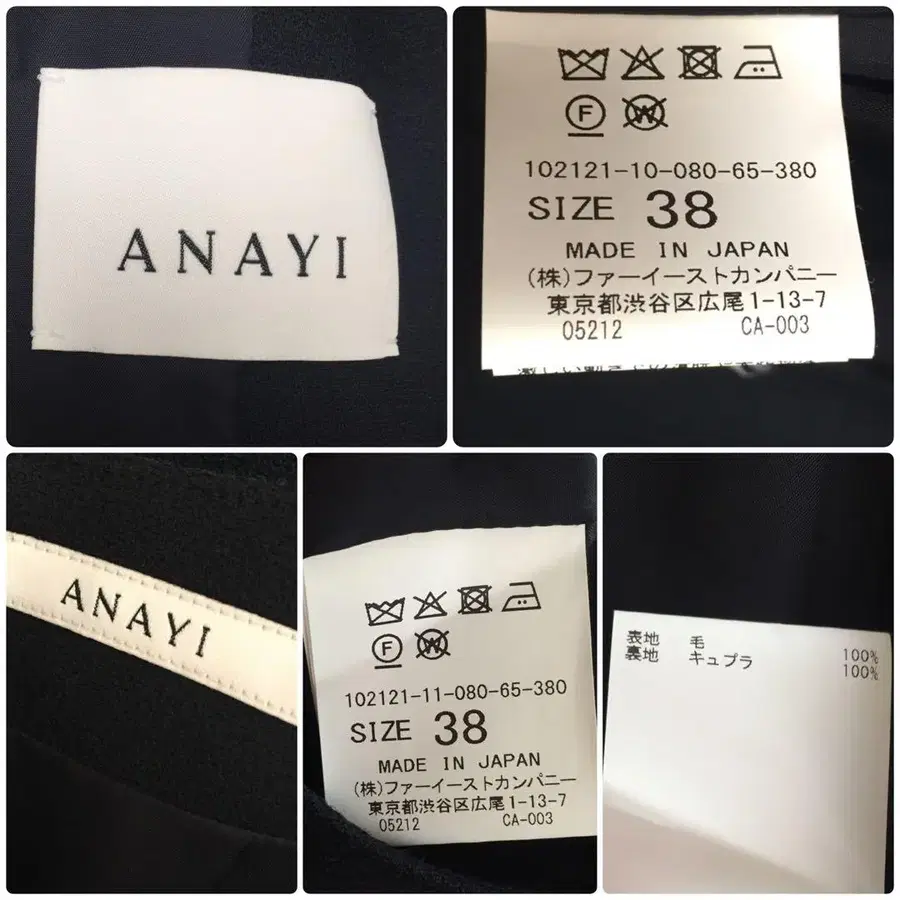 ANAYI
F W
102121-10-080-65-380
SIZE 38
MADE IN JAPAN
(株)ファーイーストカンパニー
東京都渋谷区広尾1-13-7
05212 CA-003
ANAYI
F W
102121-11-080-65-380
SIZE 38
MADE IN JAPAN
(株)ファーイーストカンパニー
東京都渋谷区広尾1-13-7
05212 CA-003
表地 毛 100%
裏地 キュプラ 100%